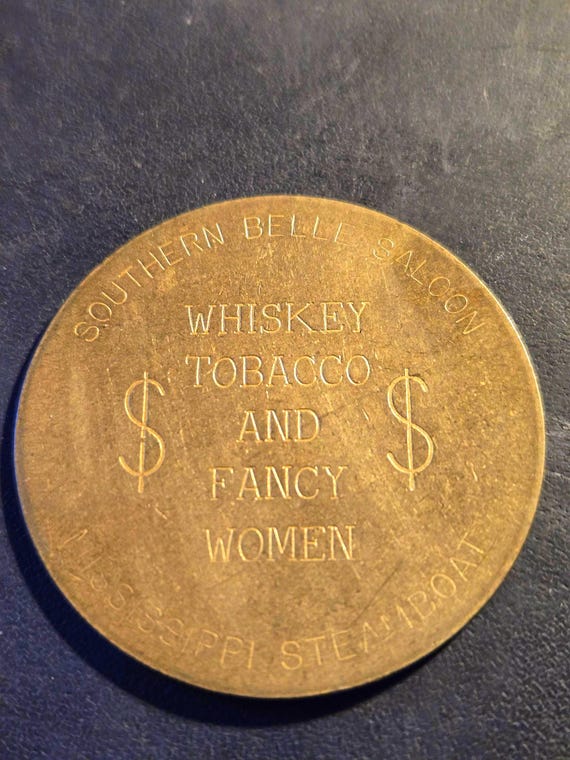 SOUTHERN BELLE SALOON
WHISKEY
TOBACCO
$ AND $
FANCY
WOMEN
MISSISSIPPI STEAMBOAT